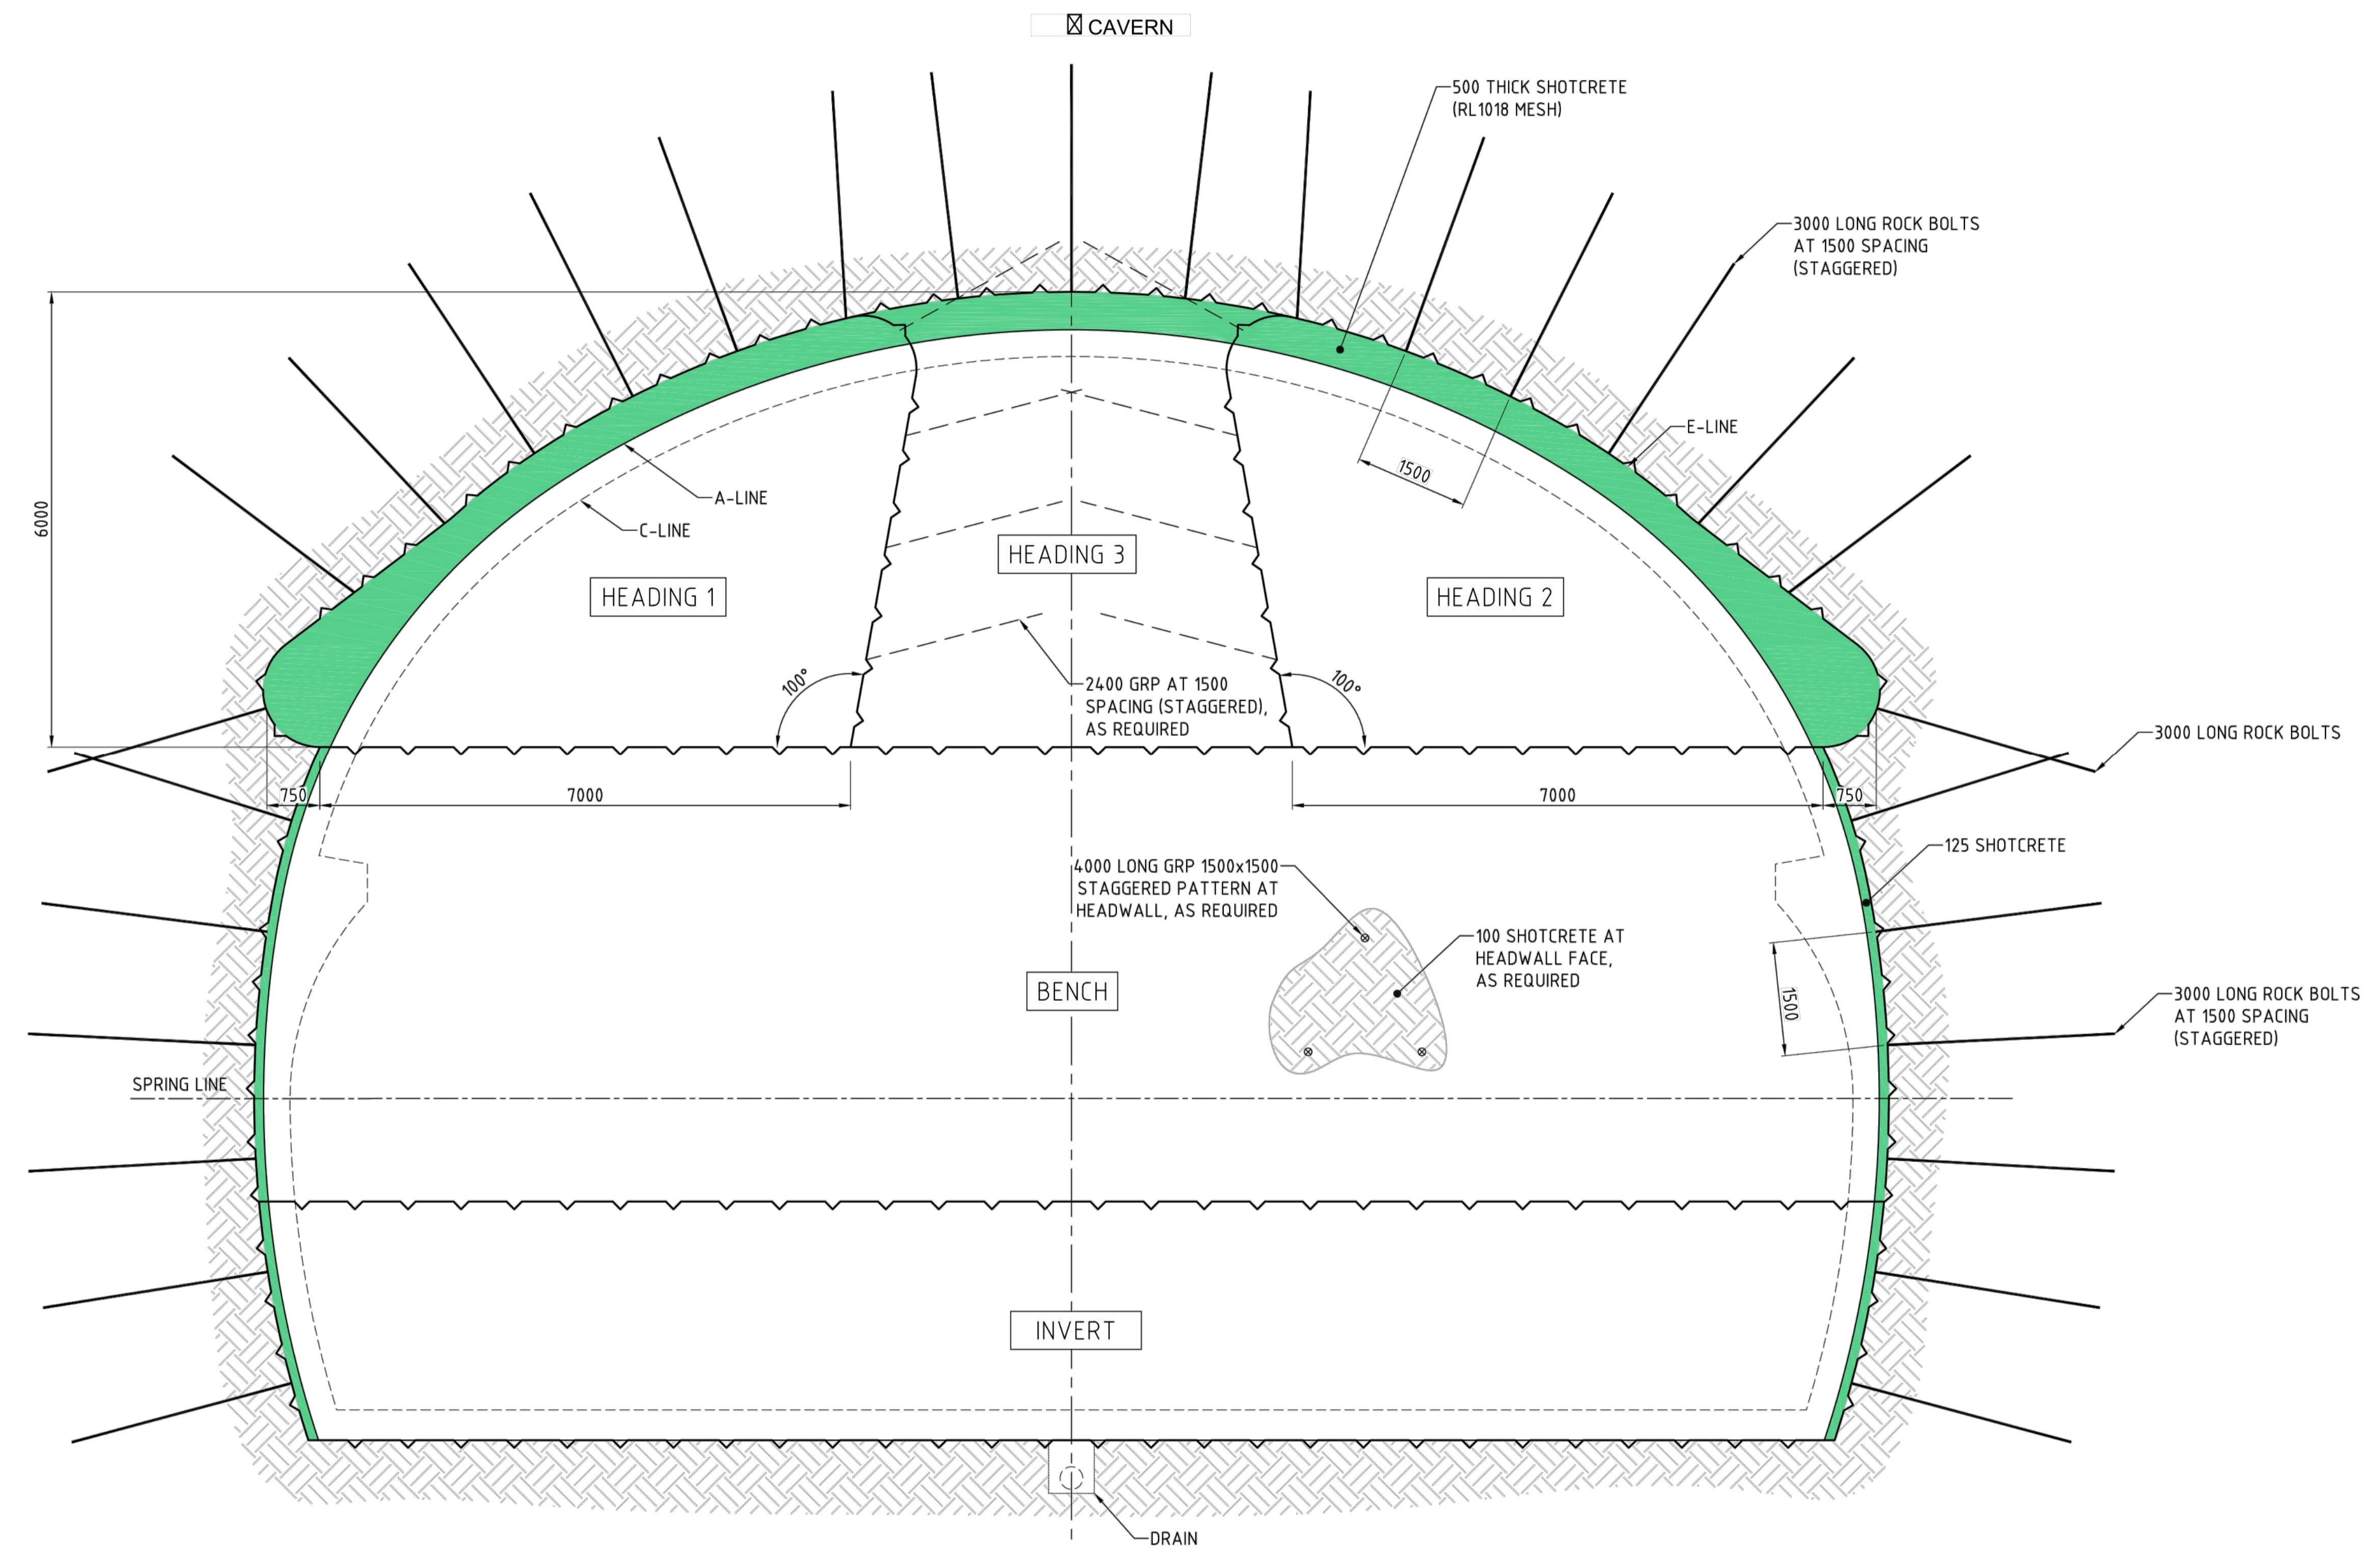 CAVERN
500 THICK SHOTCRETE
(RL1018 MESH)
3000 LONG ROCK BOLTS
AT 1500 SPACING
(STAGGERED)
E-LINE
1500
A-LINE
C-LINE
6000
HEADING 3
HEADING 1
HEADING 2
100°
2400 GRP AT 1500
SPACING (STAGGERED),
AS REQUIRED
100°
3000 LONG ROCK BOLTS
750
7000
7000
750
125 SHOTCRETE
4000 LONG GRP 1500x1500
STAGGERED PATTERN AT
HEADWALL, AS REQUIRED
100 SHOTCRETE AT
HEADWALL FACE,
AS REQUIRED
BENCH
1500
3000 LONG ROCK BOLTS
AT 1500 SPACING
(STAGGERED)
SPRING LINE
INVERT
DRAIN